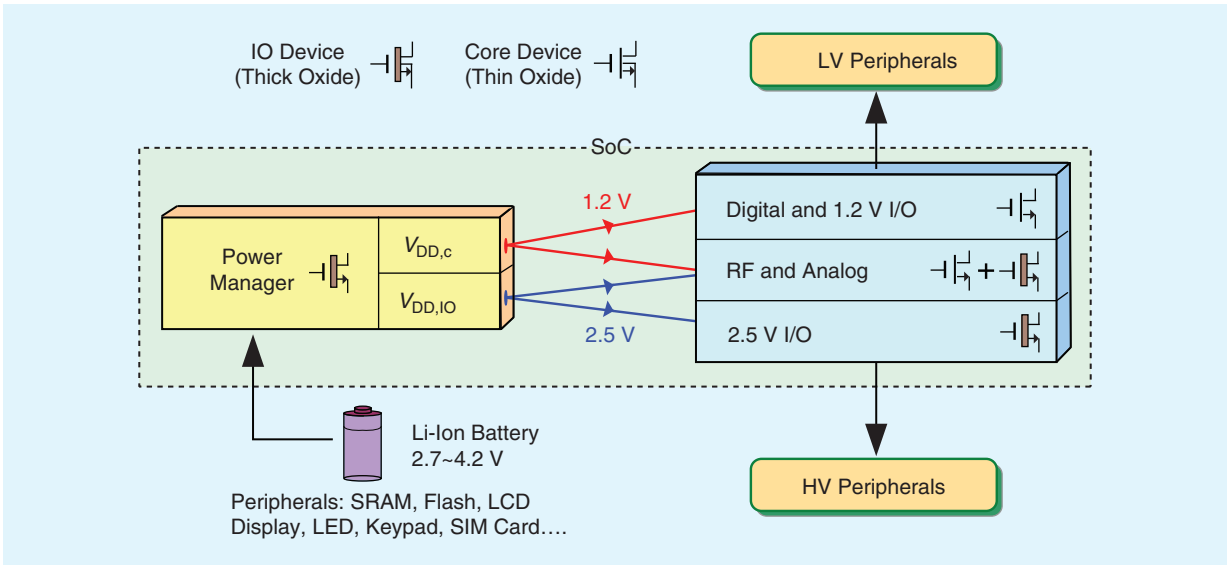 IO Device
(Thick Oxide)
Core Device
(Thin Oxide)
LV Peripherals
SoC
1.2 V
Digital and 1.2 V I/O
Power
Manager
VDD,c
RF and Analog
+
VDD,IO
2.5 V
2.5 V I/O
Li-Ion Battery
2.7~4.2 V
HV Peripherals
Peripherals: SRAM, Flash, LCD
Display, LED, Keypad, SIM Card....